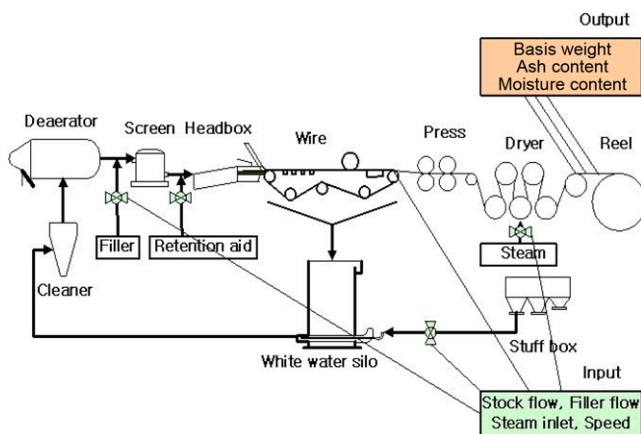 Output
Basis weight
Ash content
Moisture content
Deaerator
Screen
Headbox
Wire
Press
Dryer
Reel
Filler
Retention aid
Steam
Cleaner
White water silo
Stuff box
Input
Stock flow, Filler flow
Steam inlet, Speed